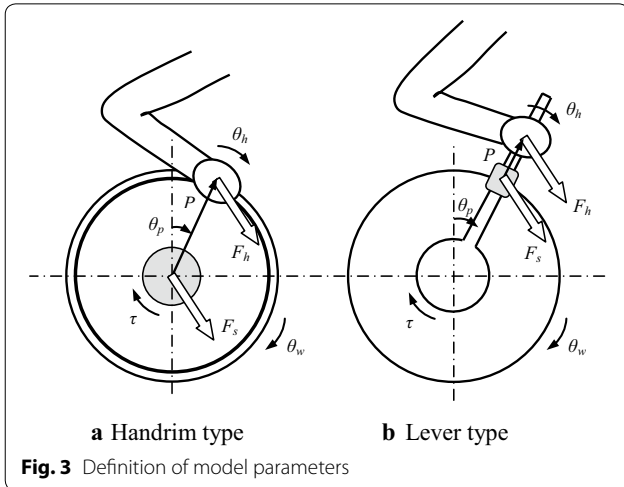 θh
P
θp
Fh
τ
Fs
θw
θh
P
θp
Fh
Fs
τ
θw
a Handrim type
b Lever type
Fig. 3 Definition of model parameters